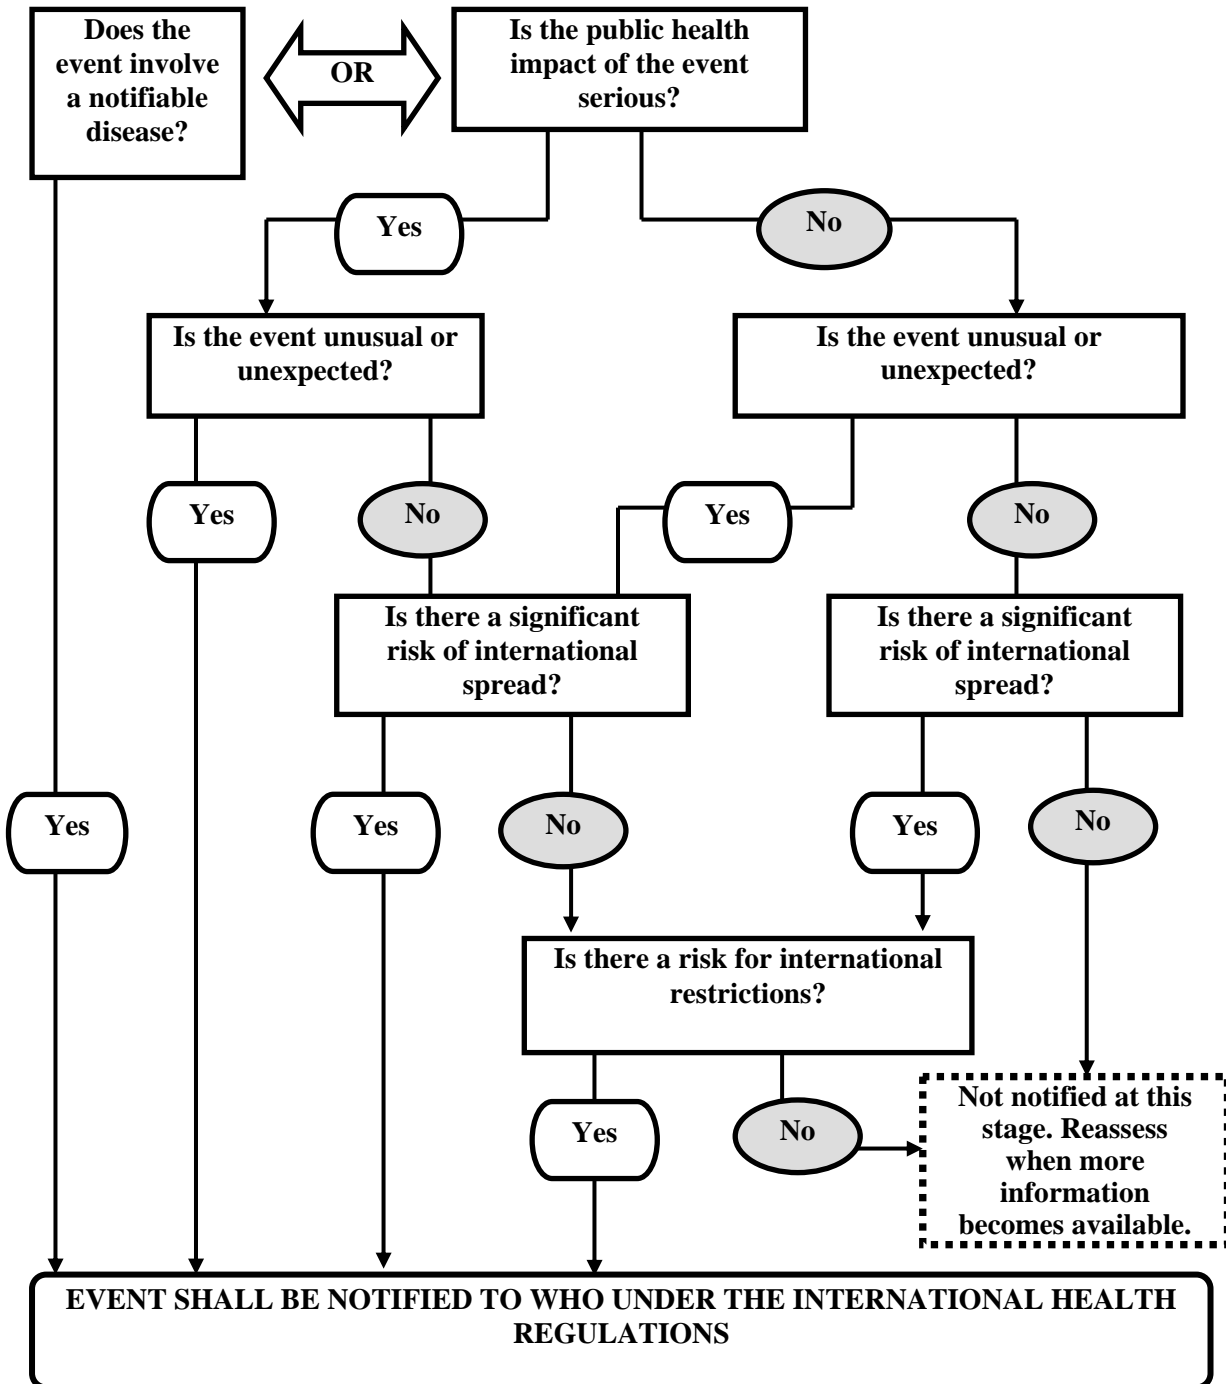 Does the
event involve
a notifiable
disease?
OR
Is the public health
impact of the event
serious?
Yes
No
Is the event unusual or
unexpected?
Is the event unusual or
unexpected?
Yes
No
Yes
No
Is there a significant
risk of international
spread?
Is there a significant
risk of international
spread?
Yes
Yes
No
Yes
No
Is there a risk for international
restrictions?
Yes
No
Not notified at this
stage. Reassess
when more
information
becomes available.
EVENT SHALL BE NOTIFIED TO WHO UNDER THE INTERNATIONAL HEALTH
REGULATIONS